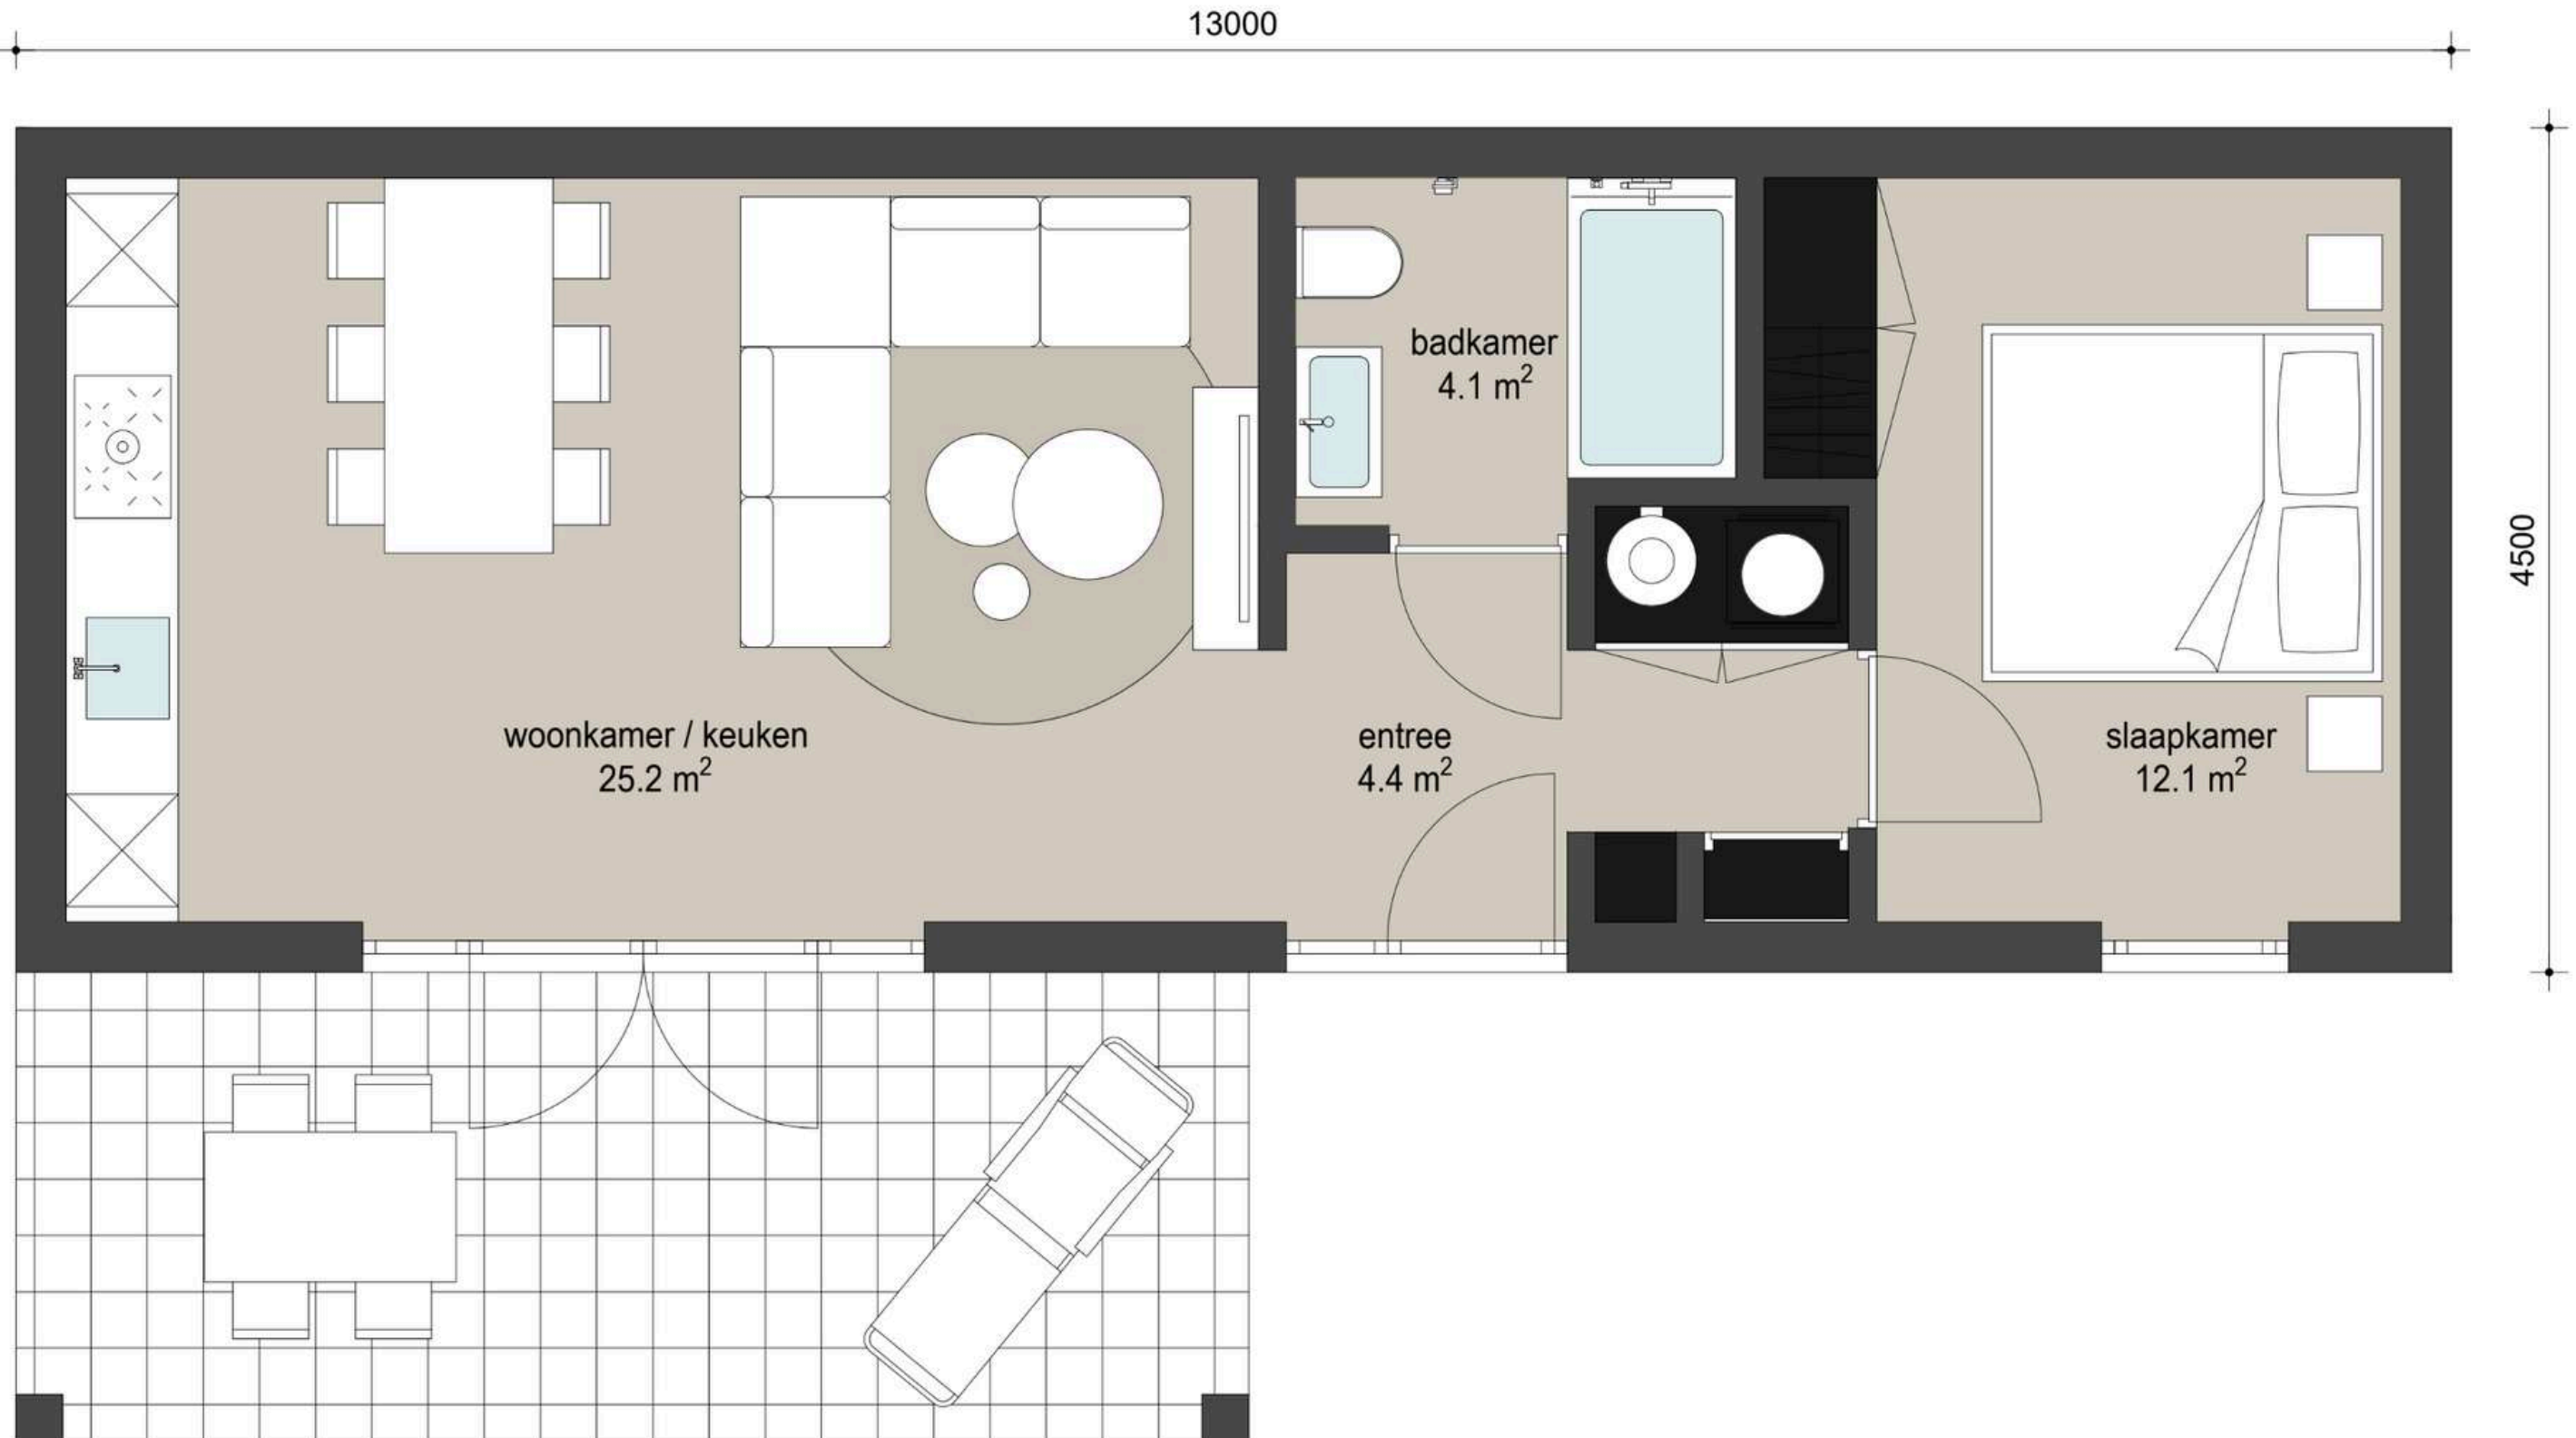 13000
badkamer
4.1 m²
4500
woonkamer / keuken
25.2 m²
entree
4.4 m²
slaapkamer
12.1 m²